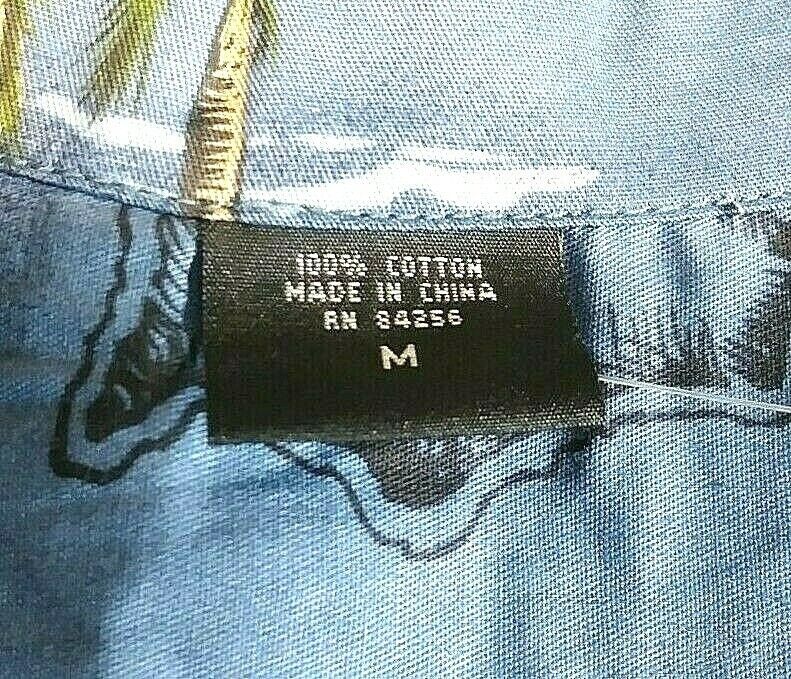 100% COTTON
MADE IN CHINA
RN 84256
M